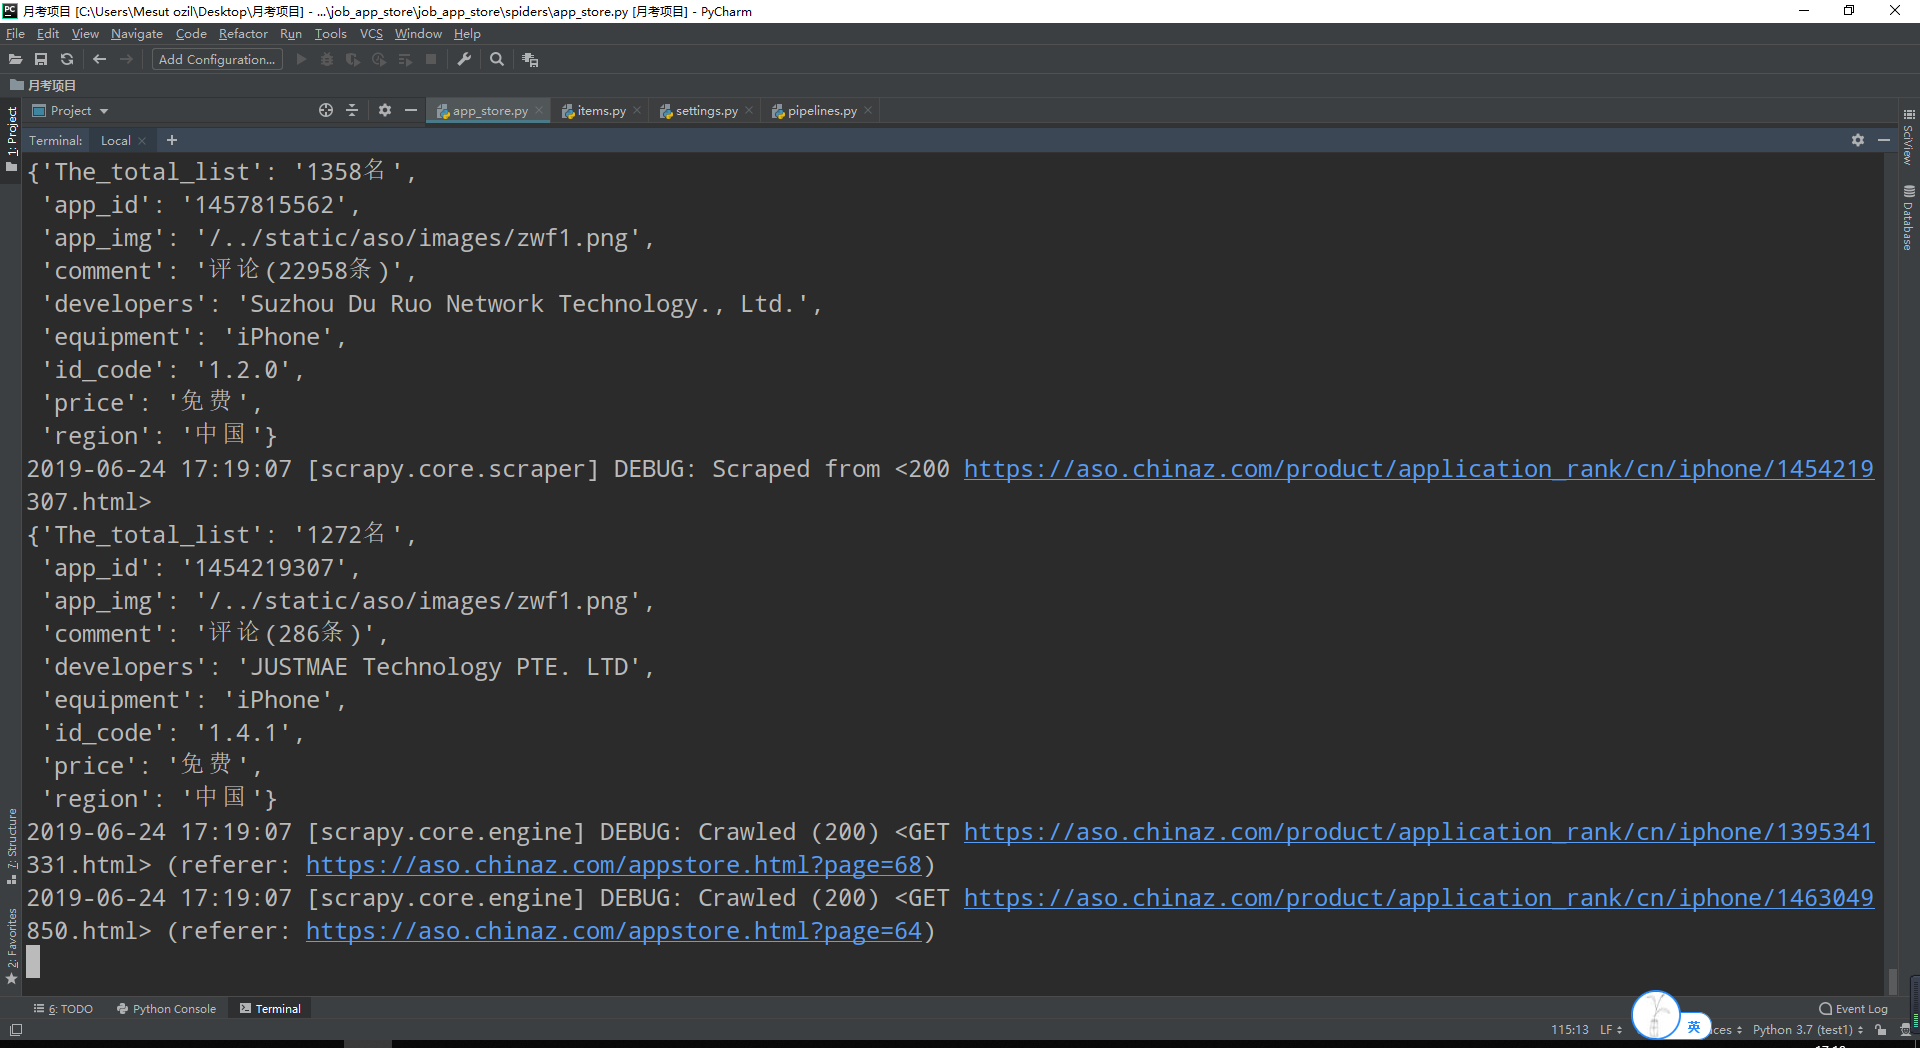 月考项目 [C:\Users\Mesut ozil\Desktop\月考项目] - ...\job_app_store\job_app_store\spiders\app_store.py [月考项目] - PyCharm
File Edit View Navigate Code Refactor Run Tools VCS Window Help
Add Configuration...
月考项目
Project
app_store.py items.py settings.py pipelines.py
1: Project
SciView
Database
Terminal: Local +
{'The_total_list': '1358名',
'app_id': '1457815562',
'app_img': '/../static/aso/images/zwf1.png',
'comment': '评论(22958条)',
'developers': 'Suzhou Du Ruo Network Technology., Ltd.',
'equipment': 'iPhone',
'id_code': '1.2.0',
'price': '免费',
'region': '中国'}
2019-06-24 17:19:07 [scrapy.core.scraper] DEBUG: Scraped from <200 https://aso.chinaz.com/product/application_rank/cn/iphone/1454219
307.html>
{'The_total_list': '1272名',
'app_id': '1454219307',
'app_img': '/../static/aso/images/zwf1.png',
'comment': '评论(286条)',
'developers': 'JUSTMAE Technology PTE. LTD',
'equipment': 'iPhone',
'id_code': '1.4.1',
'price': '免费',
'region': '中国'}
2019-06-24 17:19:07 [scrapy.core.engine] DEBUG: Crawled (200) <GET https://aso.chinaz.com/product/application_rank/cn/iphone/1395341
331.html> (referer: https://aso.chinaz.com/appstore.html?page=68)
2019-06-24 17:19:07 [scrapy.core.engine] DEBUG: Crawled (200) <GET https://aso.chinaz.com/product/application_rank/cn/iphone/1463049
850.html> (referer: https://aso.chinaz.com/appstore.html?page=64)
7: Structure
2: Favorites
6: TODO Python Console Terminal Event Log
115:13 LF 英 Python 3.7 (test1)